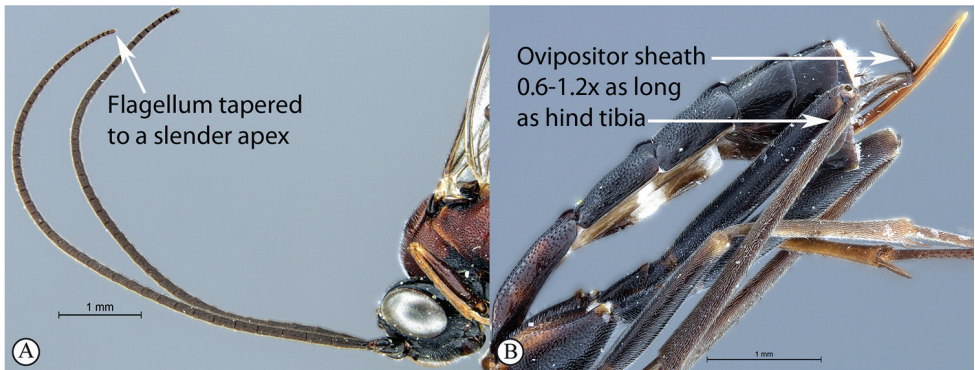 Flagellum tapered
to a slender apex
1 mm
A
Ovipositor sheath
0.6-1.2x as long
as hind tibia
1 mm
B